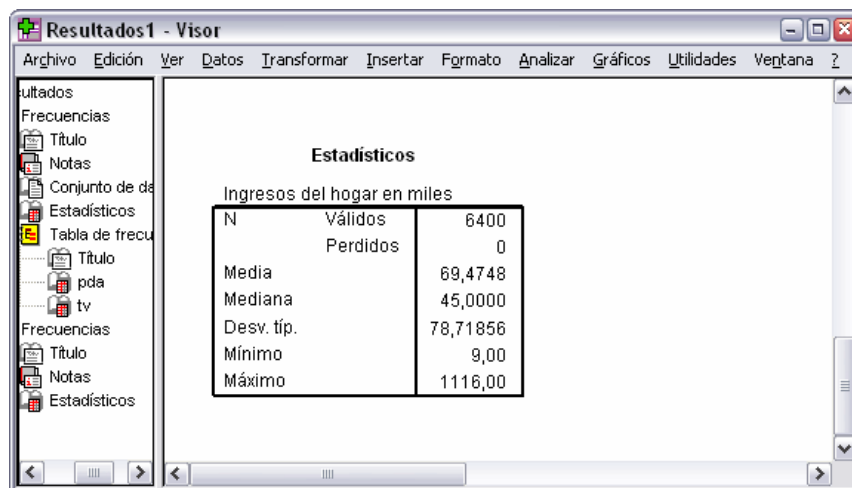 Resultados1 - Visor
Archivo Edición Ver Datos Transformar Insertar Formato Analizar Gráficos Utilidades Ventana ?
ultados
Frecuencias
Título
Notas
Conjunto de da
Estadísticos
Tabla de frecu
Título
pda
tv
Frecuencias
Título
Notas
Estadísticos
Estadísticos
Ingresos del hogar en miles
N Válidos 6400
Perdidos 0
Media 69,4748
Mediana 45,0000
Desv. típ. 78,71856
Mínimo 9,00
Máximo 1116,00